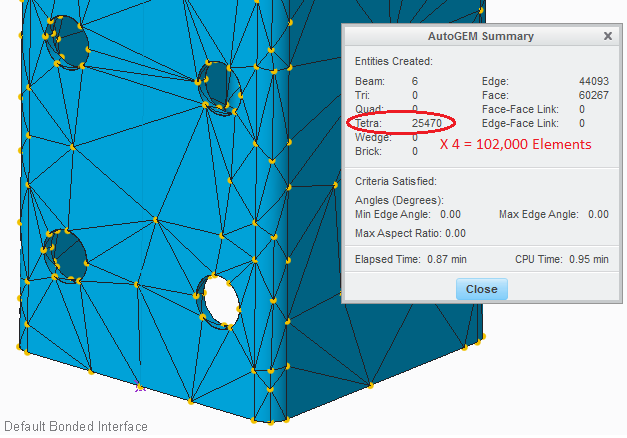 AutoGEM Summary
Entities Created:
Beam: 6 Edge: 44093
Tri: 0 Face: 60267
Quad: 0 Face-Face Link: 0
Tetra: 25470 Edge-Face Link: 0
Wedge: 0
X 4 = 102,000 Elements
Brick: 0
Criteria Satisfied:
Angles (Degrees):
Min Edge Angle: 0.00 Max Edge Angle: 0.00
Max Aspect Ratio: 0.00
Elapsed Time: 0.87 min CPU Time: 0.95 min
Close
Default Bonded Interface